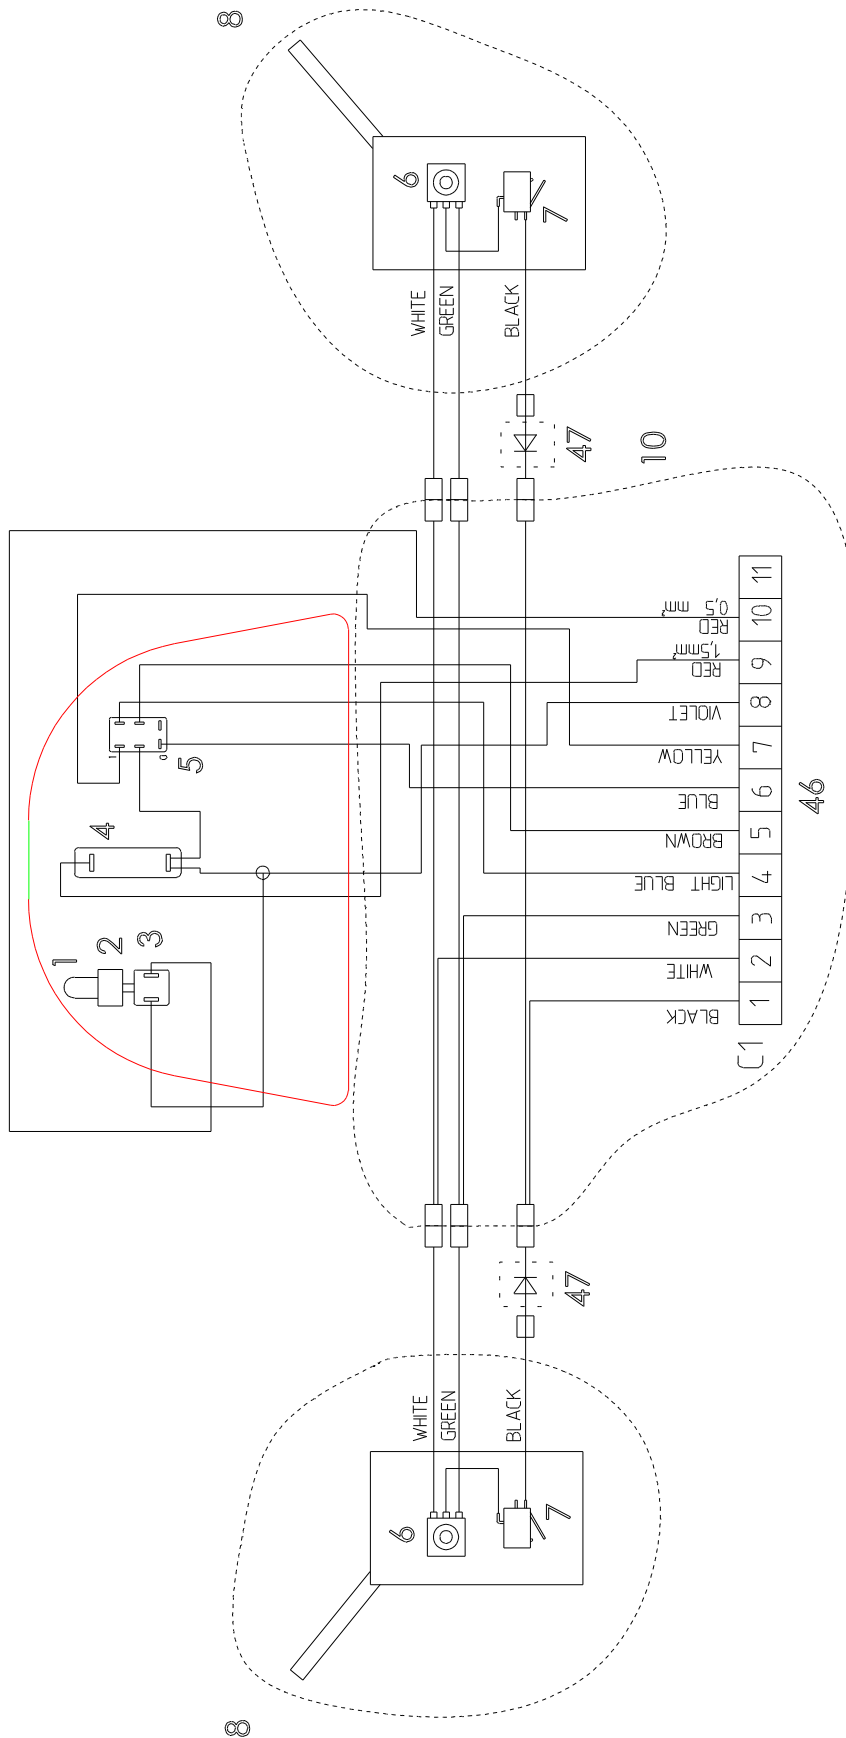 8
6
7
WHITE
GREEN
BLACK
47
10
11
10
9
8
7
6
5
4
3
2
1
C1
46
RED 0,5 mm²
RED 1,5mm²
VIOLET
YELLOW
BLUE
BROWN
LIGHT BLUE
GREEN
WHITE
BLACK
1
0
5
4
3
2
1
47
WHITE
GREEN
BLACK
6
7
8